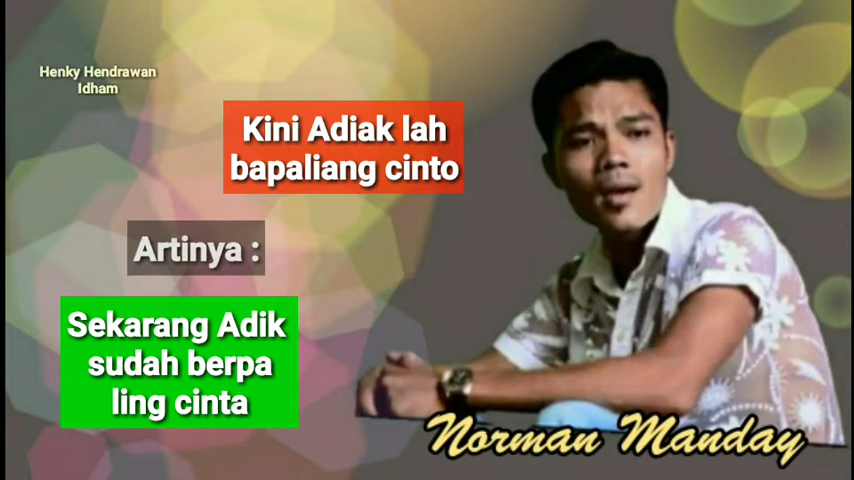 Henky Hendrawan
Idham
Kini Adiak lah
bapaliang cinto
Artinya :
Sekarang Adik
sudah berpa
ling cinta
Norman Manday